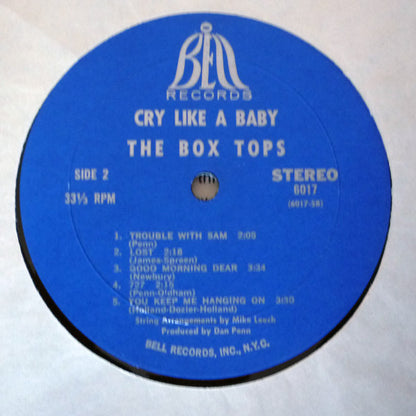 BELL
RECORDS
CRY LIKE A BABY
THE BOX TOPS
SIDE 2
33⅓ RPM
STEREO
6017
(6017-SB)
1. TROUBLE WITH SAM 2:05
(Penn)
2. LOST 2:18
(James-Spreen)
3. GOOD MORNING DEAR 3:34
(Newbury)
4. 727 2:15
(Penn-Oldham)
5. YOU KEEP ME HANGING ON 3:30
(Holland-Dozier-Holland)
String Arrangements by Mike Leech
Produced by Dan Penn
BELL RECORDS, INC., N.Y.C.